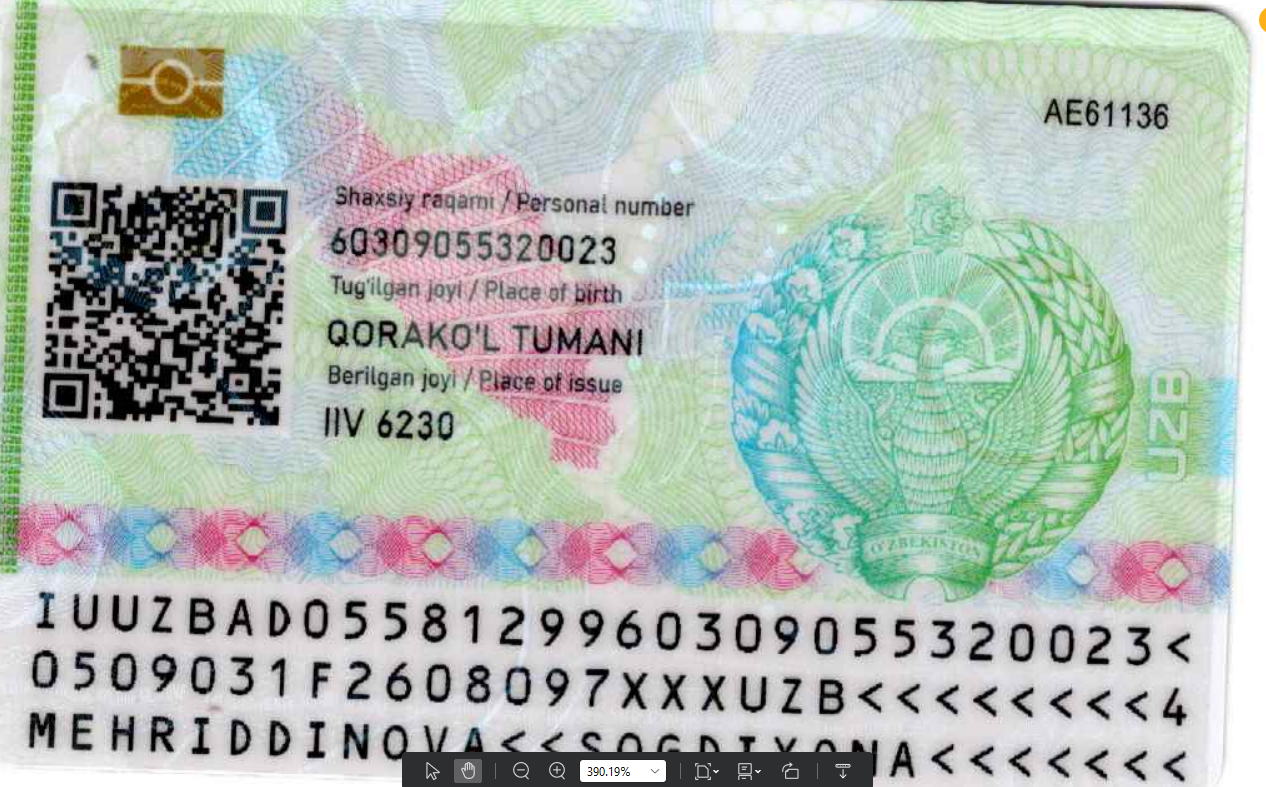 AE61136
Shaxsiy raqami / Personal number
60309055320023
Tug'ilgan joyi / Place of birth
QORAKO'L TUMANI
Berilgan joyi / Place of issue
IIV 6230
UZB
O'ZBEKISTON
IUUZBAD0558129960309055320023<
0509031F2608097XXXUZB<<<<<<<<4
MEHRIDDINOVA<<
390.19%